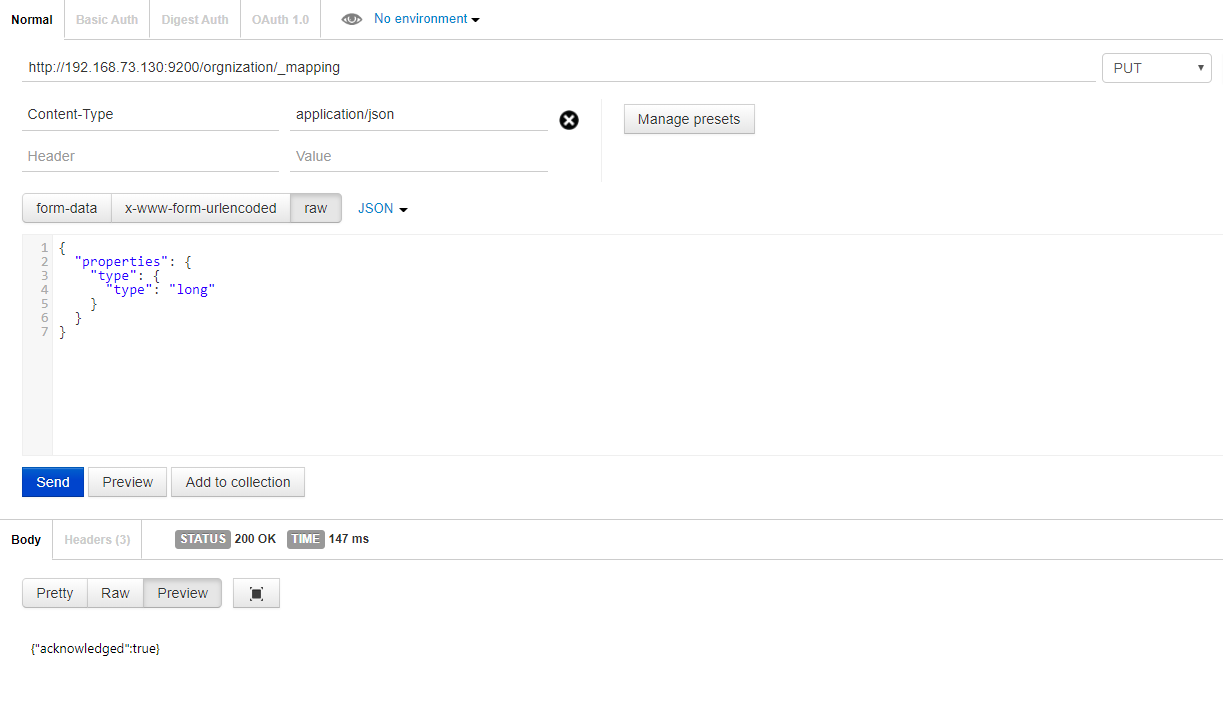 Normal Basic Auth Digest Auth OAuth 1.0 No environment
http://192.168.73.130:9200/orgnization/_mapping PUT
Content-Type application/json Manage presets
Header Value
form-data x-www-form-urlencoded raw JSON
1 {
2 "properties": {
3 "type": {
4 "type": "long"
5 }
6 }
7 }
Send Preview Add to collection
Body Headers (3) STATUS 200 OK TIME 147 ms
Pretty Raw Preview
{"acknowledged":true}